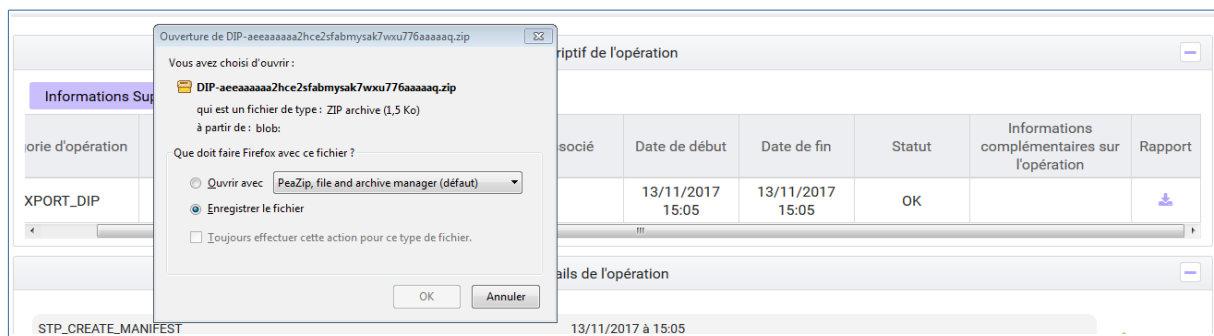 Ouverture de DIP-aeeaaaaaa2hce2sfabmysak7wxu776aaaaaq.zip
Vous avez choisi d'ouvrir :
DIP-aeeaaaaaa2hce2sfabmysak7wxu776aaaaaq.zip
qui est un fichier de type : ZIP archive (1,5 Ko)
à partir de : blob:
Que doit faire Firefox avec ce fichier ?
Ouvrir avec PeaZip, file and archive manager (défaut)
Enregistrer le fichier
Toujours effectuer cette action pour ce type de fichier.
OK Annuler
riptif de l'opération
Informations Sup
orie d'opération socié Date de début Date de fin Statut Informations complémentaires sur l'opération Rapport
XPORT_DIP 13/11/2017 13/11/2017 OK
15:05 15:05
ails de l'opération
STP_CREATE_MANIFEST 13/11/2017 à 15:05